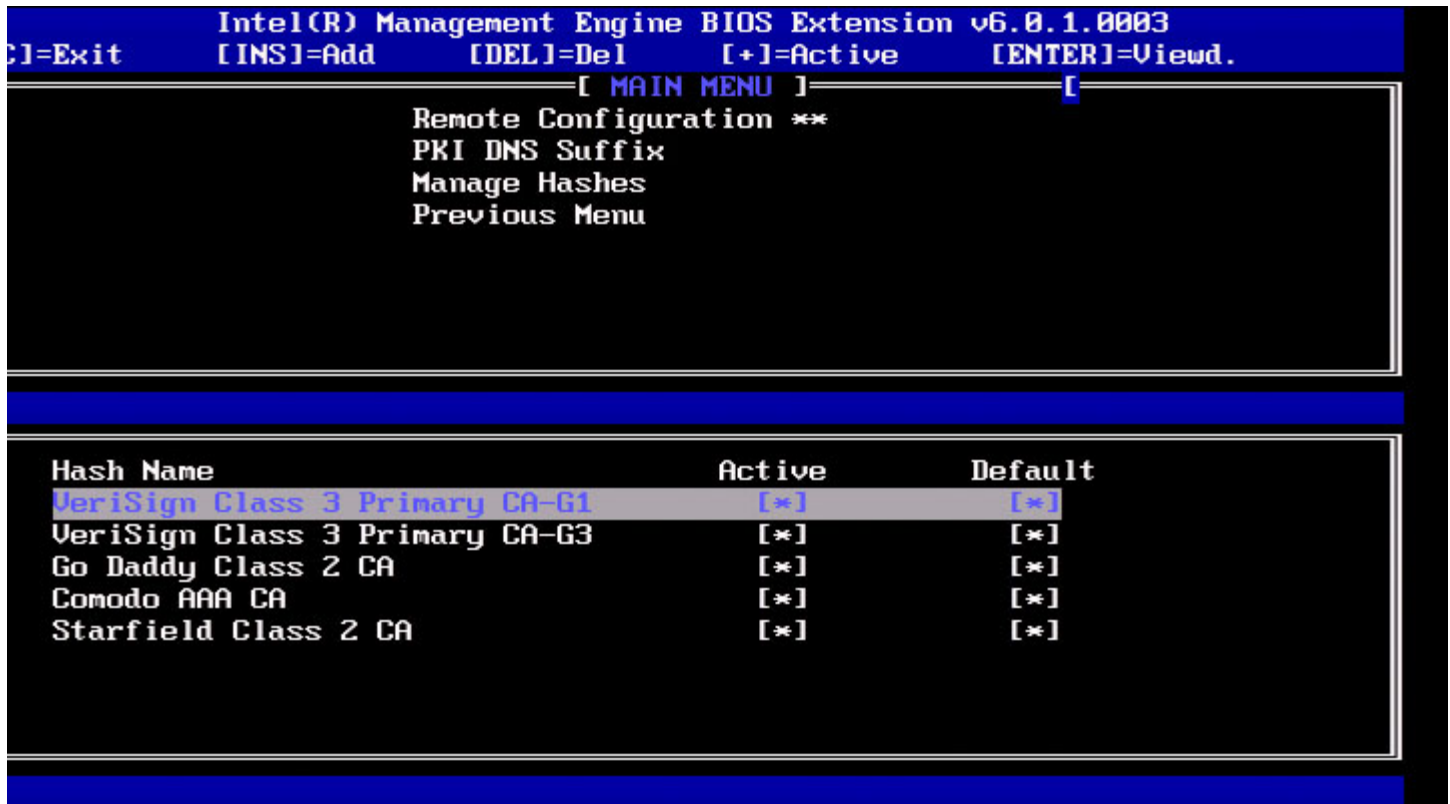 Intel(R) Management Engine BIOS Extension v6.0.1.0003
C]=Exit [INS]=Add [DEL]=Del [+]=Active [ENTER]=Viewd.
[ MAIN MENU ] [
Remote Configuration **
PKI DNS Suffix
Manage Hashes
Previous Menu
Hash Name Active Default
VeriSign Class 3 Primary CA-G1 [*] [*]
VeriSign Class 3 Primary CA-G3 [*] [*]
Go Daddy Class 2 CA [*] [*]
Comodo AAA CA [*] [*]
Starfield Class 2 CA [*] [*]